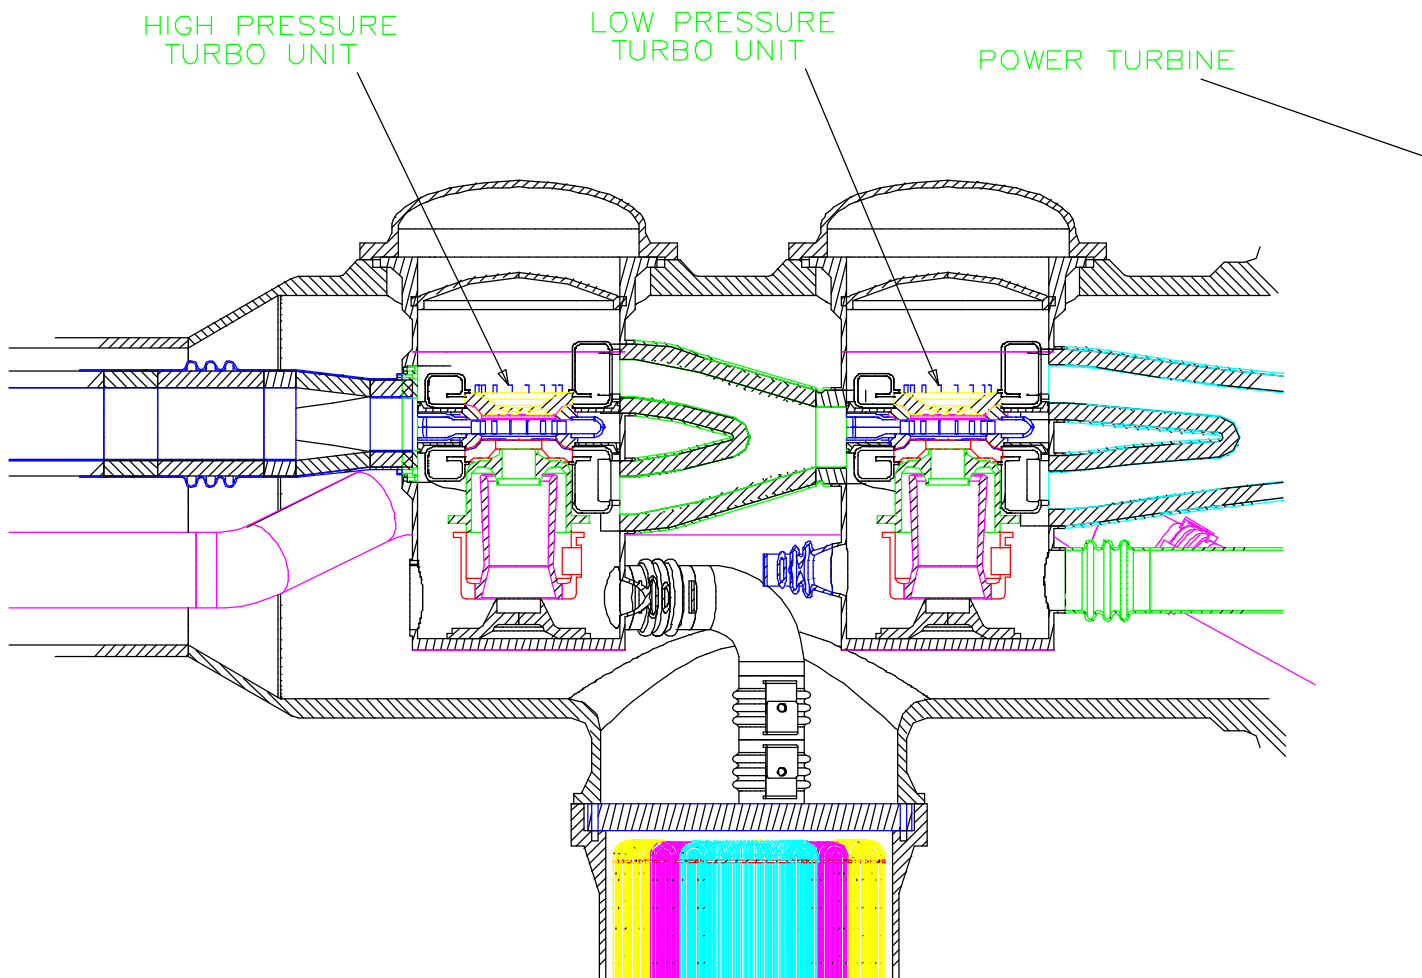 HIGH PRESSURE
TURBO UNIT
LOW PRESSURE
TURBO UNIT
POWER TURBINE